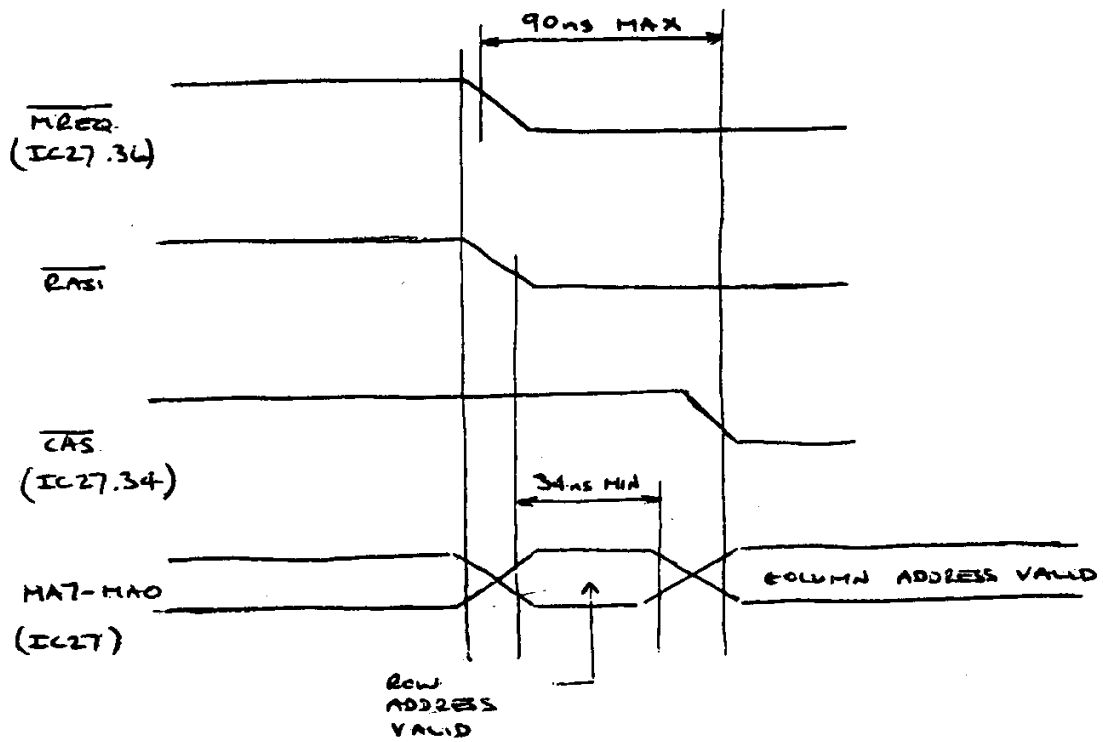 90ns MAX
MREQ
(IC27.36)
RAS1
CAS
(IC27.34)
34ns MIN
MA7-MA0
(IC27)
COLUMN ADDRESS VALID
ROW
ADDRESS
VALID